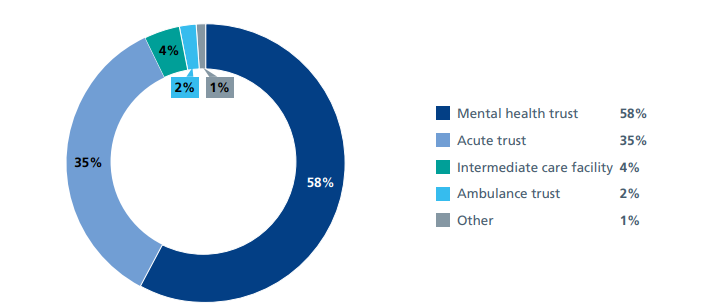 4%
2% 1%
35%
58%
Mental health trust 58%
Acute trust 35%
Intermediate care facility 4%
Ambulance trust 2%
Other 1%